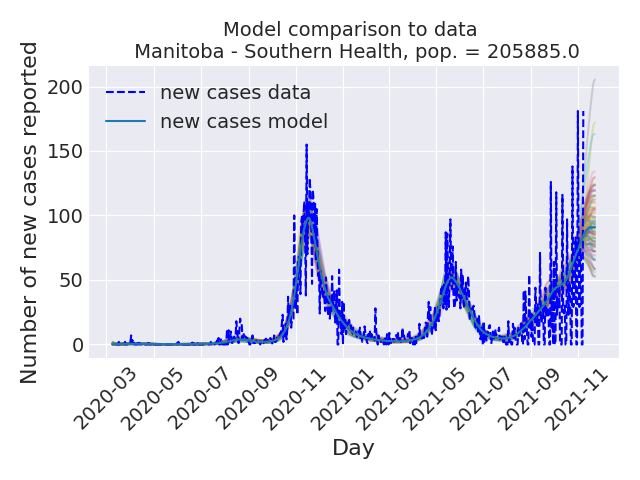 Model comparison to data
Manitoba - Southern Health, pop. = 205885.0
Number of new cases reported
200
150
100
50
0
new cases data
new cases model
2020-03
2020-05
2020-07
2020-09
2020-11
2021-01
2021-03
2021-05
2021-07
2021-09
2021-11
Day